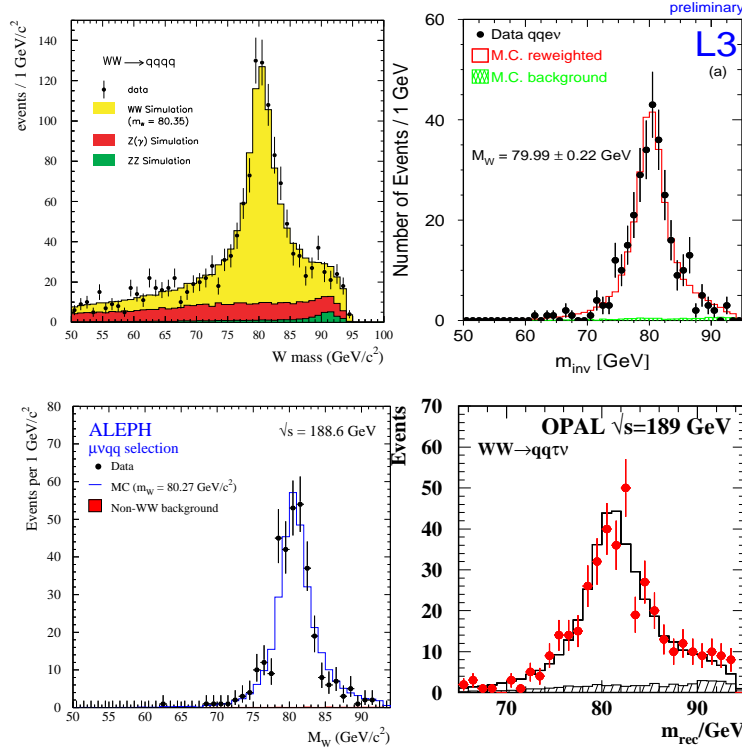 events / 1 GeV/c²
140
120
100
80
60
40
20
0
WW → qqqq
data
WW Simulation
(m_W = 80.35)
Z(γ) Simulation
ZZ Simulation
50 55 60 65 70 75 80 85 90 95 100
W mass (GeV/c²)
preliminary
Number of Events / 1 GeV
60
40
20
0
Data qqeν
M.C. reweighted
M.C. background
L3
(a)
M_W = 79.99 ± 0.22 GeV
50 60 70 80 90
m_inv [GeV]
Events per 1 GeV/c²
80
70
60
50
40
30
20
10
0
ALEPH
μνqq selection
√s = 188.6 GeV
Data
MC (m_W = 80.27 GeV/c²)
Non-WW background
50 60 70 80 90
M_W (GeV/c²)
Events
70
60
50
40
30
20
10
0
OPAL √s=189 GeV
WW→qqτν
70 80 90
m_rec/GeV